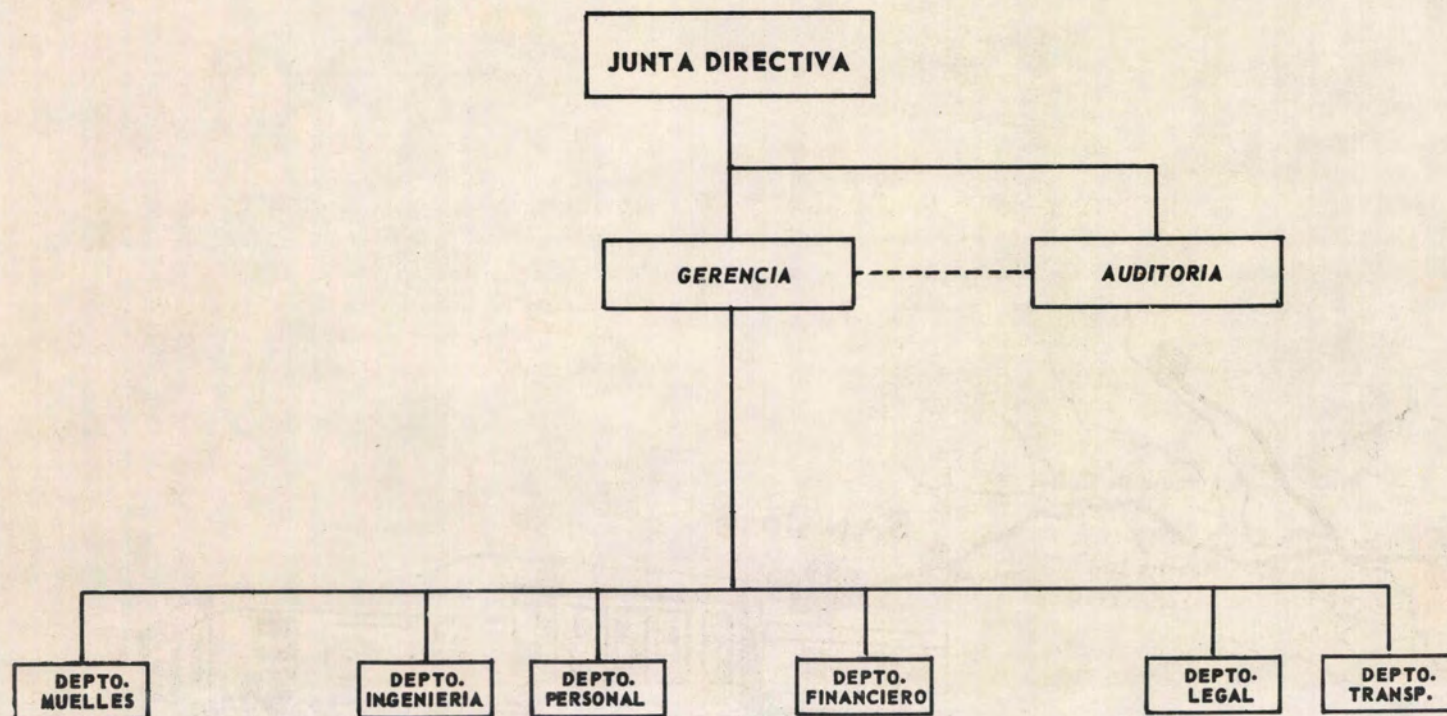 JUNTA DIRECTIVA
GERENCIA
AUDITORIA
DEPTO.
MUELLES
DEPTO.
INGENIERIA
DEPTO.
PERSONAL
DEPTO.
FINANCIERO
DEPTO.
LEGAL
DEPTO.
TRANSP.